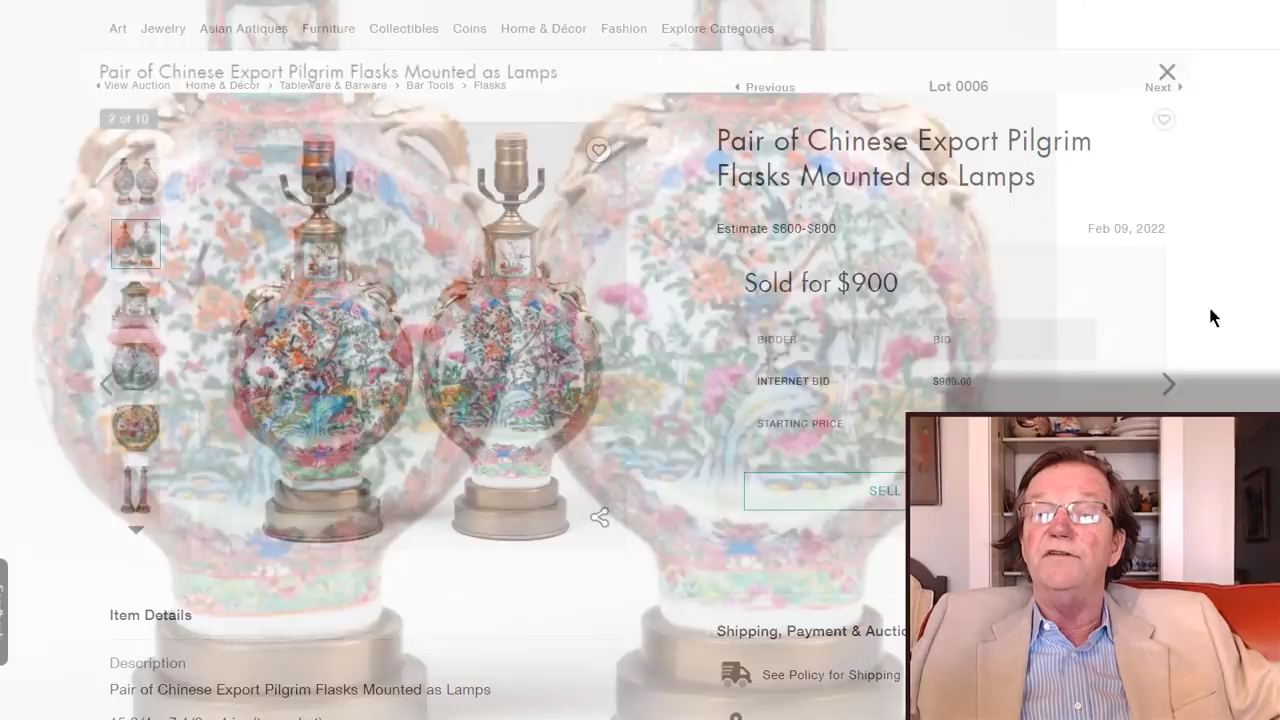 Art Jewelry Asian Antiques Furniture Collectibles Coins Home & Décor Fashion Explore Categories
Pair of Chinese Export Pilgrim Flasks Mounted as Lamps
View Auction Home & Décor > Tableware & Barware > Bar Tools > Flasks
Previous Lot 0006 Next
2 of 10
Pair of Chinese Export Pilgrim
Flasks Mounted as Lamps
Estimate $600-$800 Feb 09, 2022
Sold for $900
BIDDER BID
INTERNET BID $900.00
STARTING PRICE
SELL
Item Details
Shipping, Payment & Auctio
Description
See Policy for Shipping
Pair of Chinese Export Pilgrim Flasks Mounted as Lamps